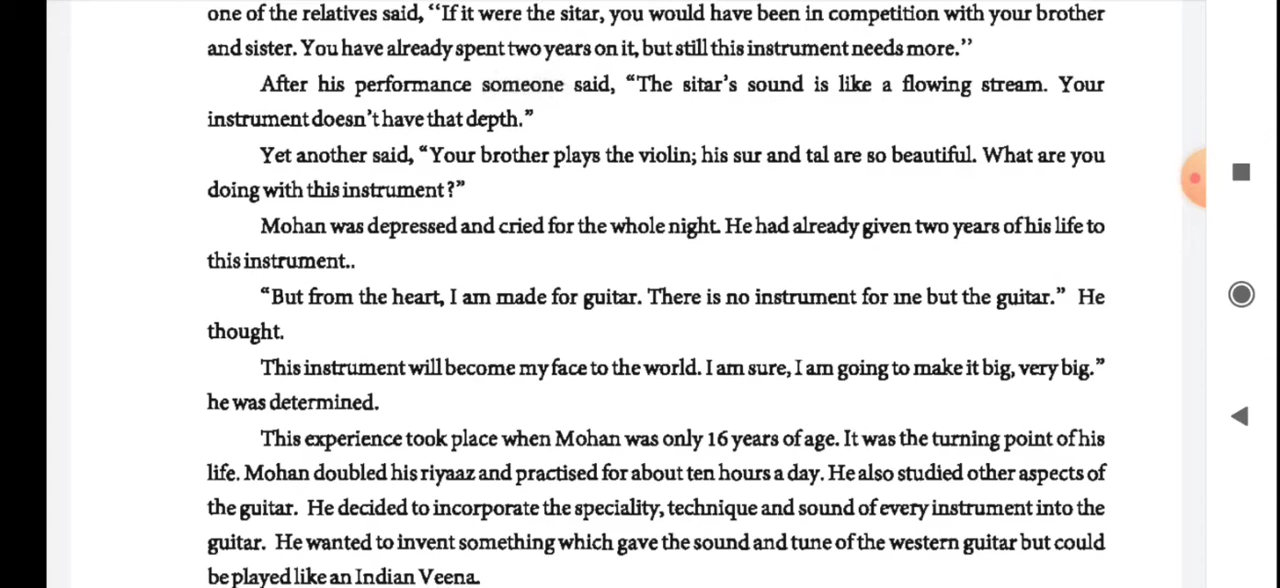 one of the relatives said, “If it were the sitar, you would have been in competition with your brother
and sister. You have already spent two years on it, but still this instrument needs more.”
After his performance someone said, “The sitar’s sound is like a flowing stream. Your
instrument doesn’t have that depth.”
Yet another said, “Your brother plays the violin; his sur and tal are so beautiful. What are you
doing with this instrument?”
Mohan was depressed and cried for the whole night. He had already given two years of his life to
this instrument..
“But from the heart, I am made for guitar. There is no instrument for me but the guitar.” He
thought.
This instrument will become my face to the world. I am sure, I am going to make it big, very big.”
he was determined.
This experience took place when Mohan was only 16 years of age. It was the turning point of his
life. Mohan doubled his riyaaz and practised for about ten hours a day. He also studied other aspects of
the guitar. He decided to incorporate the speciality, technique and sound of every instrument into the
guitar. He wanted to invent something which gave the sound and tune of the western guitar but could
be played like an Indian Veena.